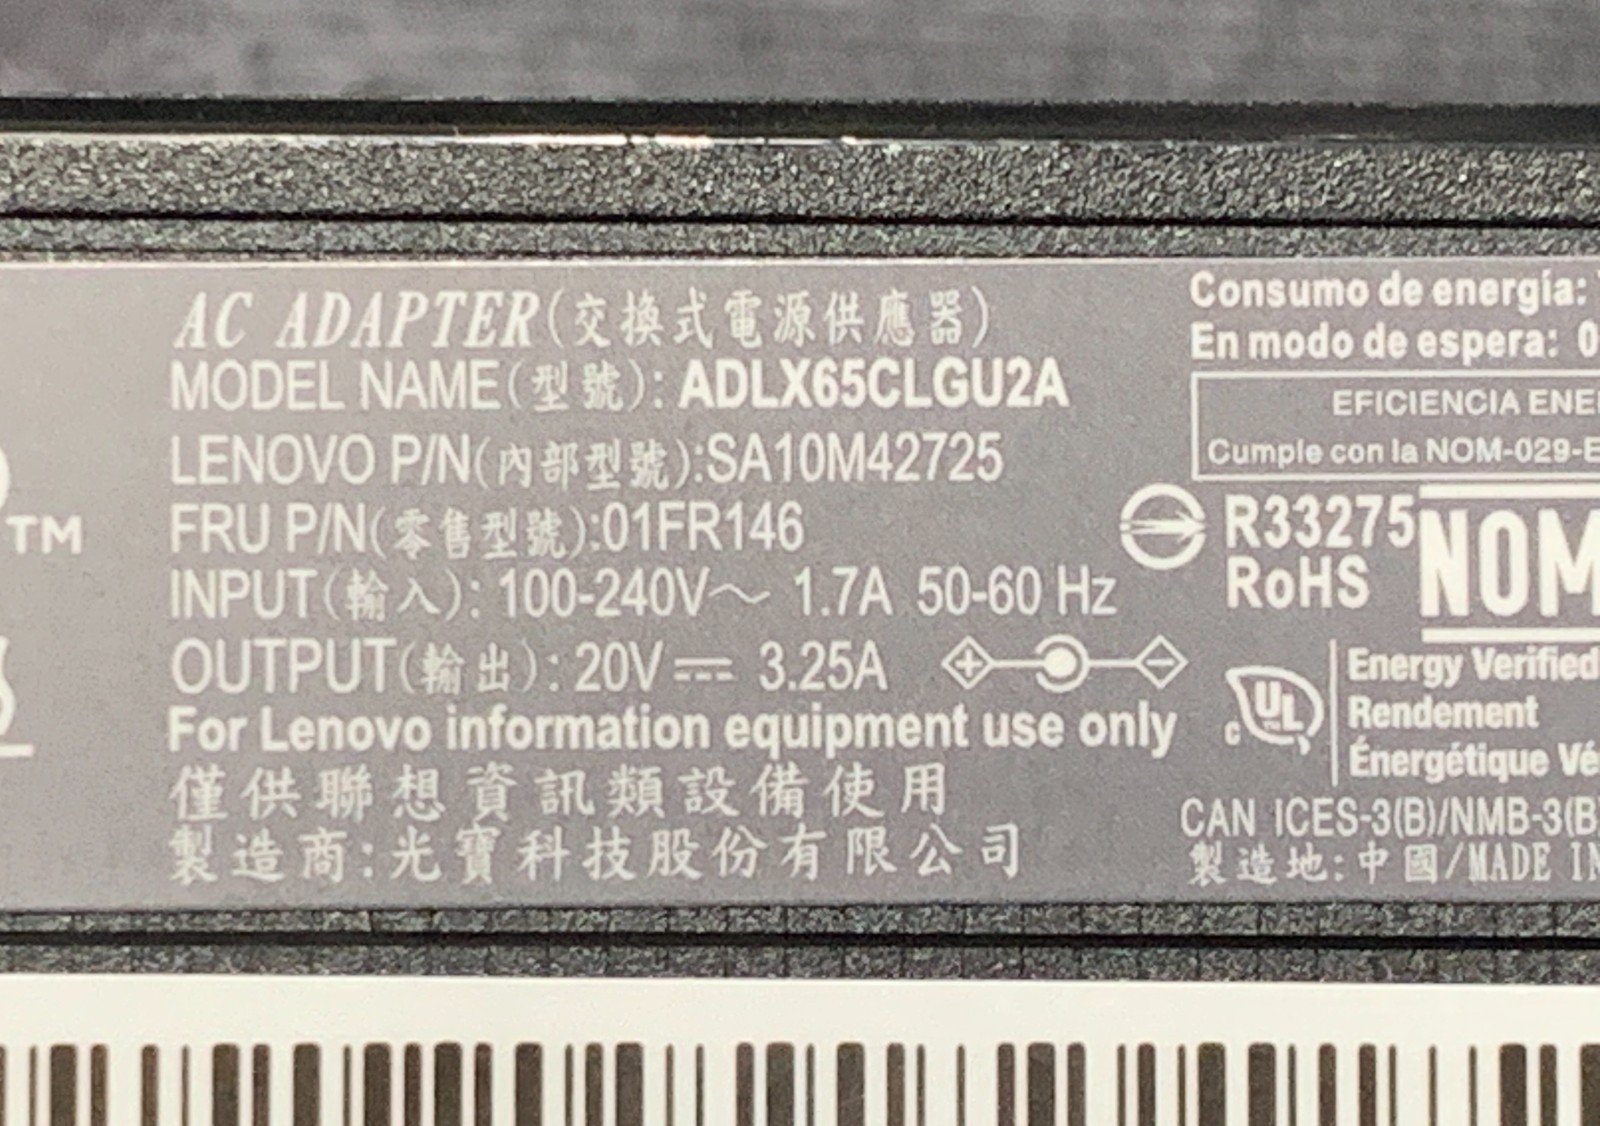 AC ADAPTER(交換式電源供應器)
MODEL NAME(型號): ADLX65CLGU2A
LENOVO P/N(內部型號):SA10M42725
FRU P/N(零售型號):01FR146
INPUT(輸入): 100-240V～ 1.7A 50-60 Hz
OUTPUT(輸出): 20V⎓ 3.25A
For Lenovo information equipment use only
僅供聯想資訊類設備使用
製造商:光寶科技股份有限公司
TM
Consumo de energía:
En modo de espera: 0
EFICIENCIA
Cumple con la NOM-029-E
R33275
RoHS
NOM
c UL
Energy Verified
Rendement
Énergétique
CAN ICES-3(B)/NMB-3(B)
製造地:中國/MADE IN